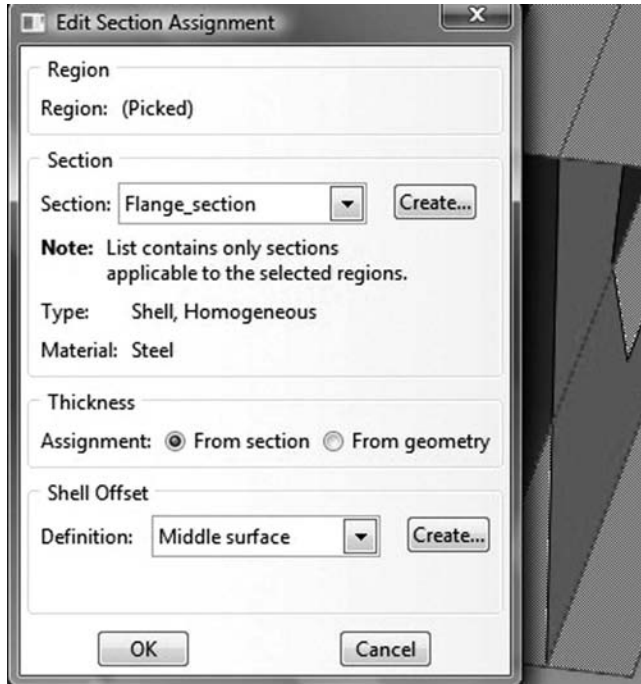 Edit Section Assignment
X
Region
Region: (Picked)
Section
Section: Flange_section Create...
Note: List contains only sections
applicable to the selected regions.
Type: Shell, Homogeneous
Material: Steel
Thickness
Assignment: From section From geometry
Shell Offset
Definition: Middle surface Create...
OK Cancel